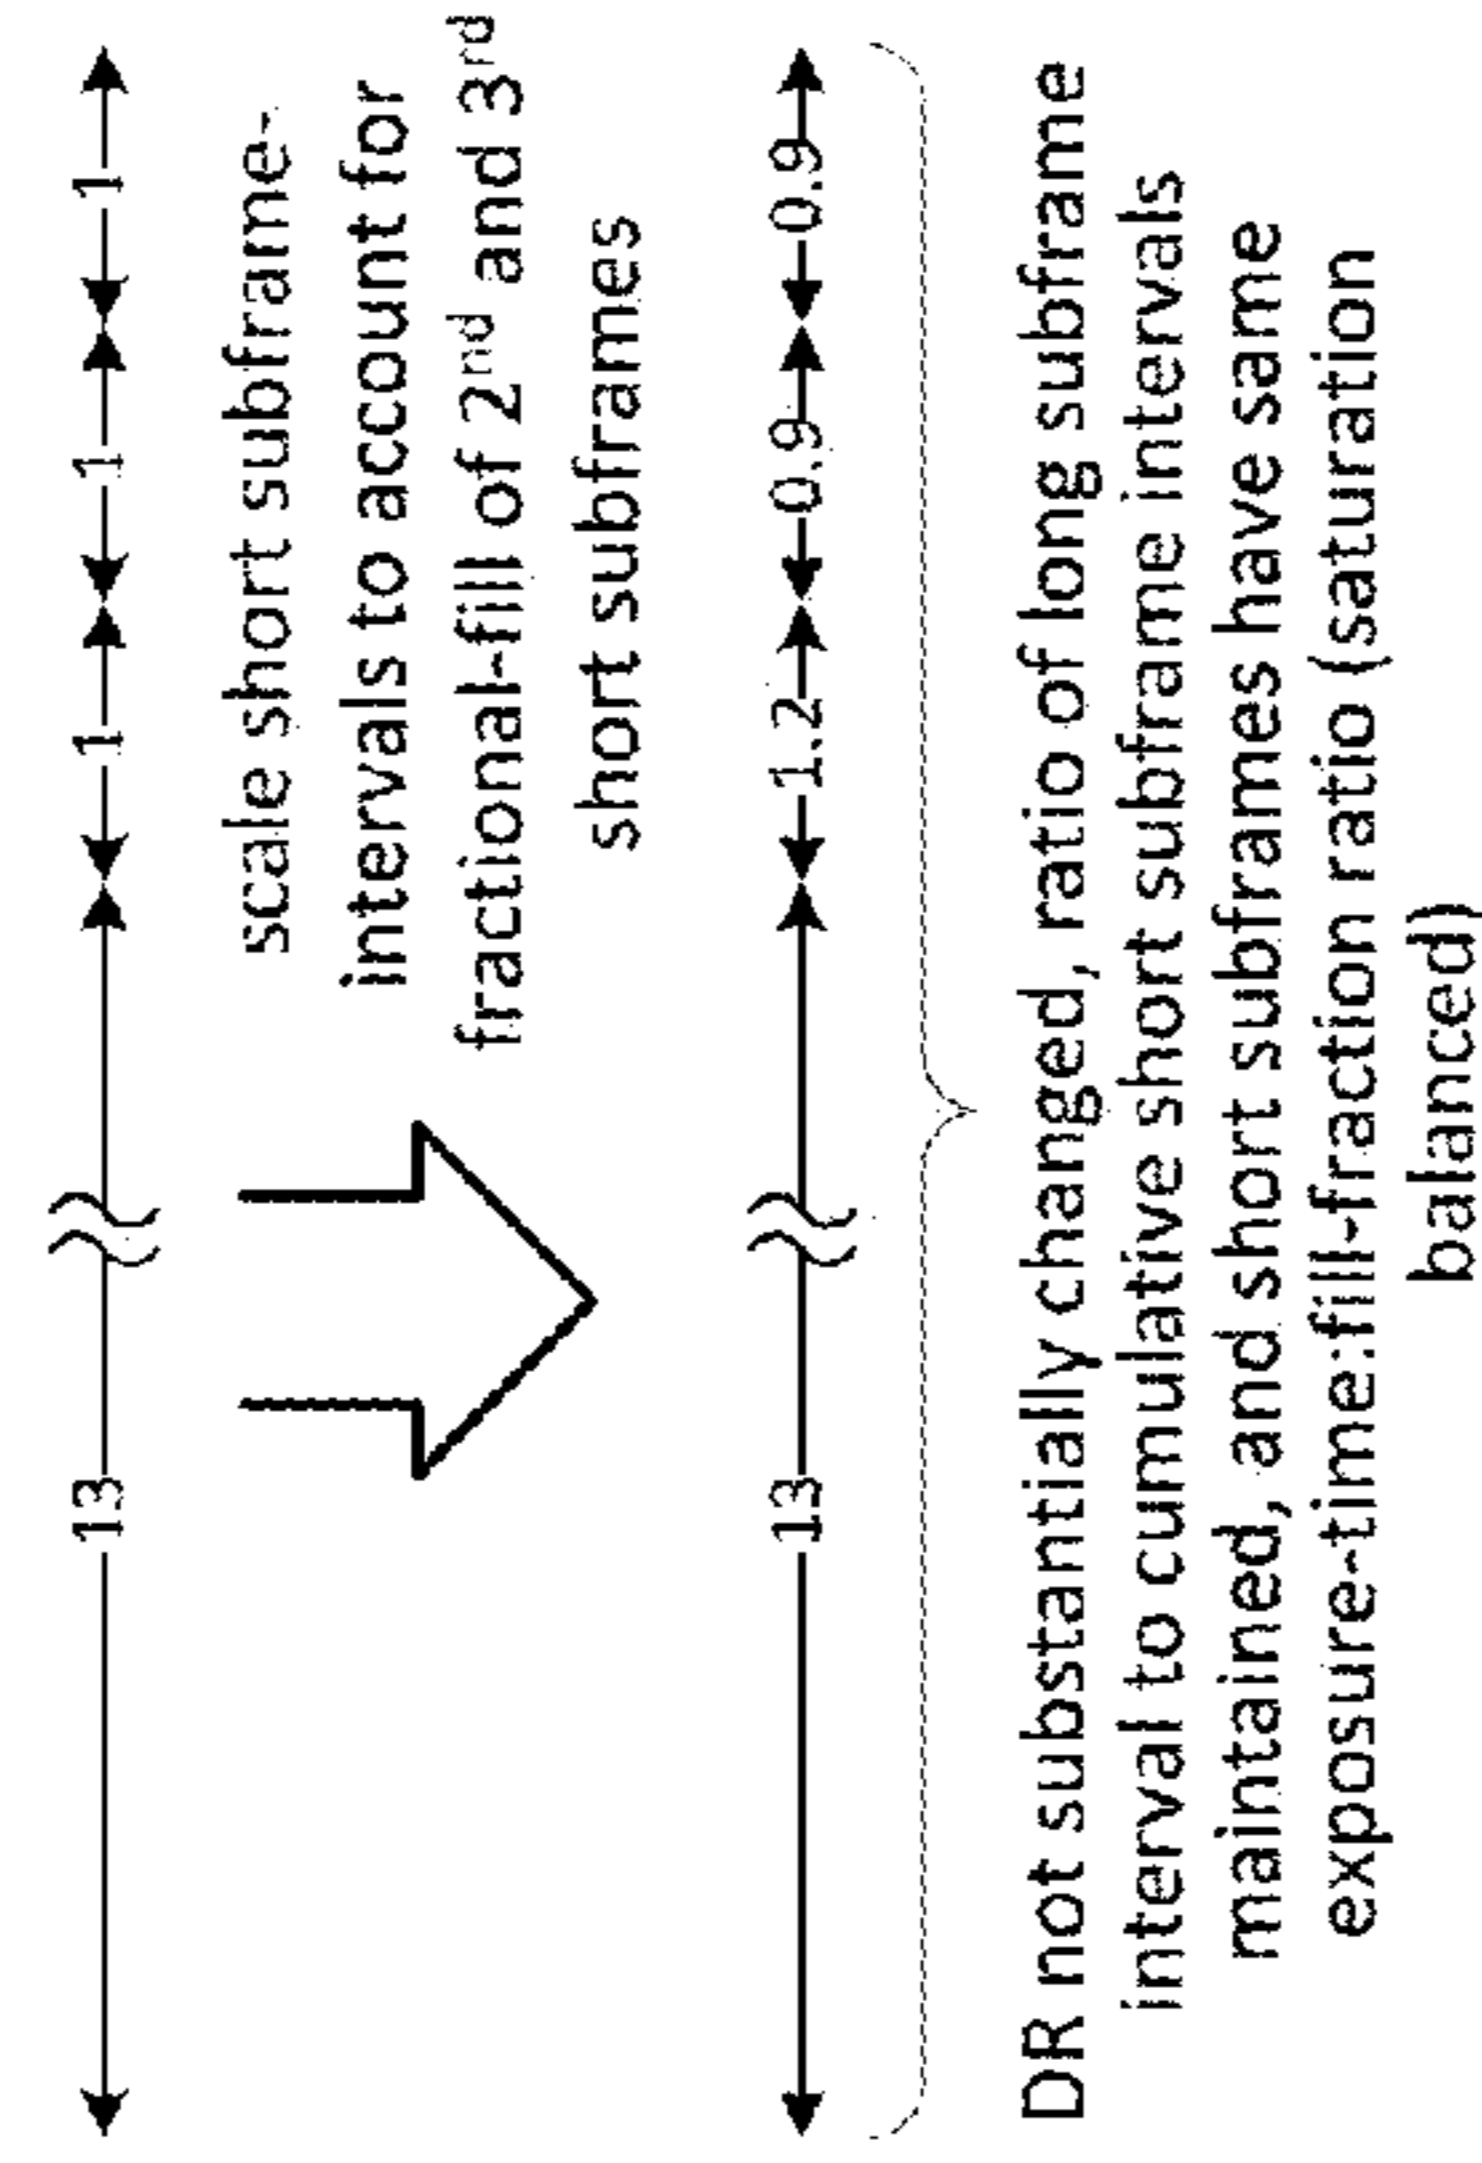 13 1 1 1
scale short subframe-
intervals to account for
fractional-fill of 2nd and 3rd
short subframes
13 1.2 0.9 0.9
DR not substantially changed, ratio of long subframe
interval to cumulative short subframe intervals
maintained, and short subframes have same
exposure-time:fill-fraction ratio (saturation
balanced)